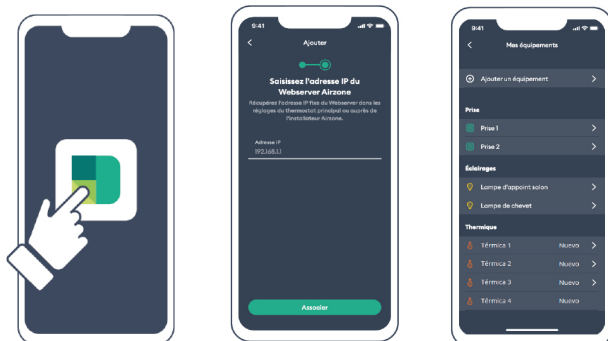 9:41
Ajouter
Saisissez l'adresse IP du
Webserver Airzone
Récupérez l'adresse IP fixe du Webserver dans les
réglages du thermostat principal ou auprès de
l'installateur Airzone.
Adresse IP
192.168.1.1
Associer
9:41
Mes équipements
Ajouter un équipement
Prise
Prise 1
Prise 2
Éclairages
Lampe d'appoint salon
Lampe de chevet
Thermique
Térmica 1 Nuevo
Térmica 2 Nuevo
Térmica 3 Nuevo
Térmica 4 Nuevo